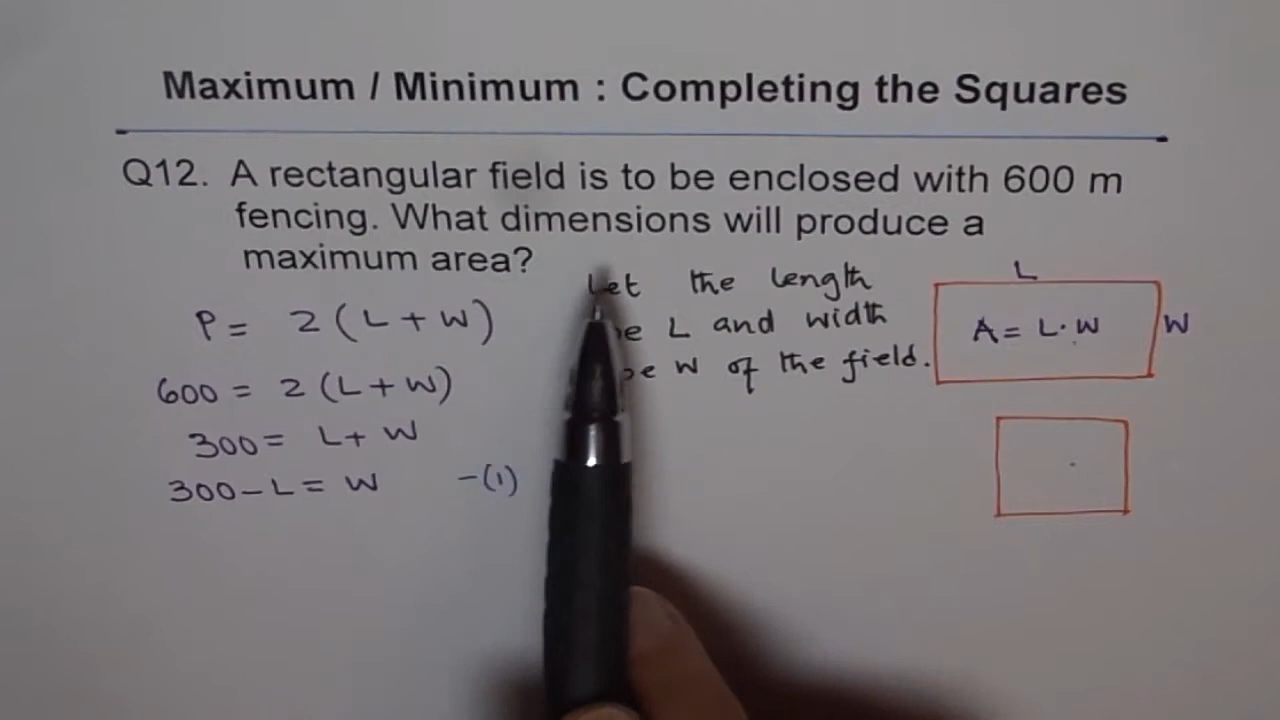 Maximum / Minimum : Completing the Squares
Q12. A rectangular field is to be enclosed with 600 m
fencing. What dimensions will produce a
maximum area?
P = 2 ( L + W )
600 = 2 ( L + W )
300 = L + W
300 - L = W - (1)
Let the length
L and width
W of the field.
L
A = L · W
W